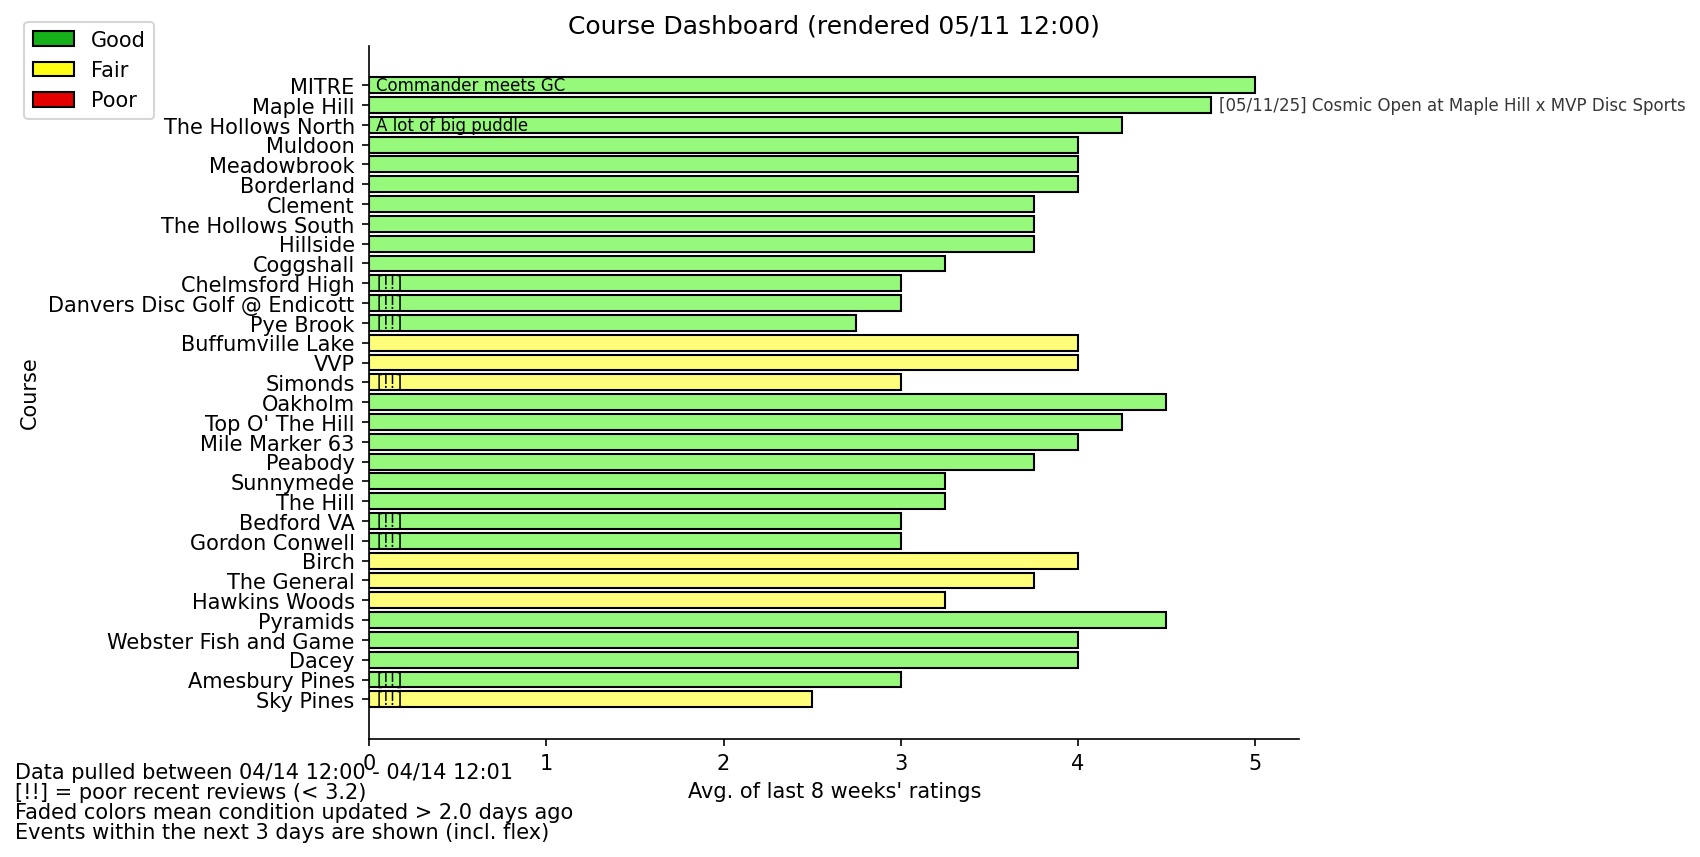 Course Dashboard (rendered 05/11 12:00)
Good
Fair
Poor
MITRE
Commander meets GC
Maple Hill
[05/11/25] Cosmic Open at Maple Hill x MVP Disc Sports
The Hollows North
A lot of big puddle
Muldoon
Meadowbrook
Borderland
Clement
The Hollows South
Hillside
Coggshall
Chelmsford High
[!!]
Danvers Disc Golf @ Endicott
[!!]
Pye Brook
[!!]
Buffumville Lake
VVP
Simonds
[!!]
Oakholm
Top O' The Hill
Mile Marker 63
Peabody
Sunnymede
The Hill
Bedford VA
[!!]
Gordon Conwell
[!!]
Birch
The General
Hawkins Woods
Pyramids
Webster Fish and Game
Dacey
Amesbury Pines
[!!]
Sky Pines
[!!]
Course
0 1 2 3 4 5
Avg. of last 8 weeks' ratings
Data pulled between 04/14 12:00 - 04/14 12:01
[!!] = poor recent reviews (< 3.2)
Faded colors mean condition updated > 2.0 days ago
Events within the next 3 days are shown (incl. flex)